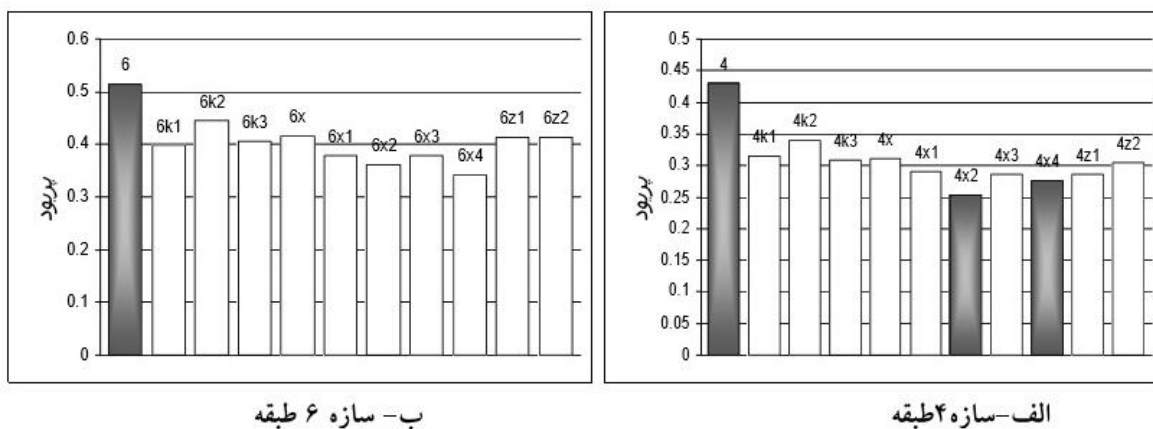 0.6
0.5
0.4
0.3
0.2
0.1
0
پریود
6
6k1
6k2
6k3
6x
6x1
6x2
6x3
6x4
6z1
6z2
ب- سازه ۶ طبقه
0.5
0.45
0.4
0.35
0.3
0.25
0.2
0.15
0.1
0.05
0
پریود
4
4k1
4k2
4k3
4x
4x1
4x2
4x3
4x4
4z1
4z2
الف-سازه۴طبقه